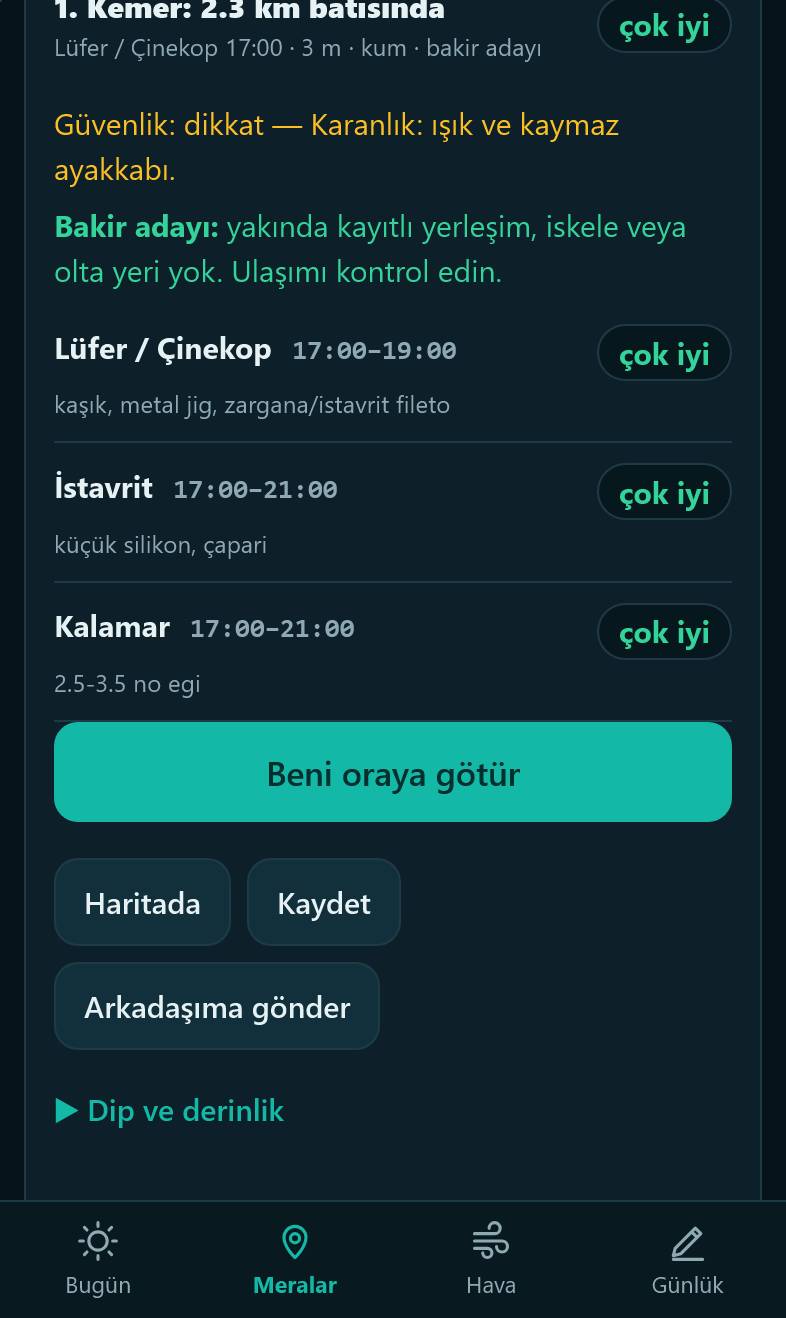 1. Kemer: 2.3 km batısında
çok iyi
Lüfer / Çinekop 17:00 · 3 m · kum · bakir adayı
Güvenlik: dikkat — Karanlık: ışık ve kaymaz
ayakkabı.
Bakir adayı: yakında kayıtlı yerleşim, iskele veya
olta yeri yok. Ulaşımı kontrol edin.
Lüfer / Çinekop 17:00–19:00
çok iyi
kaşık, metal jig, zargana/istavrit fileto
İstavrit 17:00–21:00
çok iyi
küçük silikon, çapari
Kalamar 17:00–21:00
çok iyi
2.5-3.5 no egi
Beni oraya götür
Haritada Kaydet
Arkadaşıma gönder
▶ Dip ve derinlik
Bugün Meralar Hava Günlük